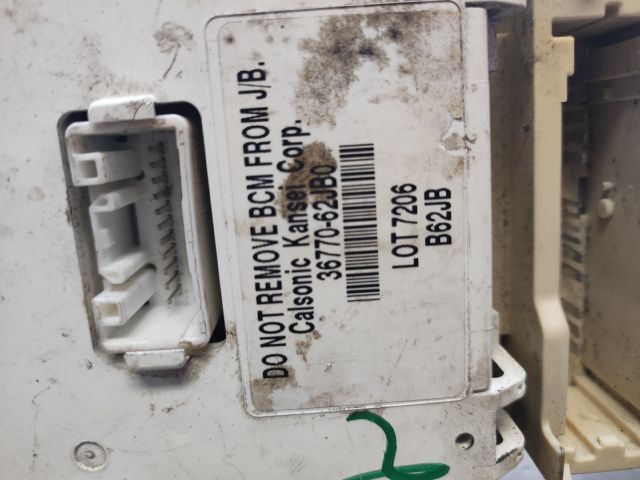 DO NOT REMOVE BCM FROM J/B.
Calsonic Kansei Corp.
36770-62JB0
LOT 7206
B62JB